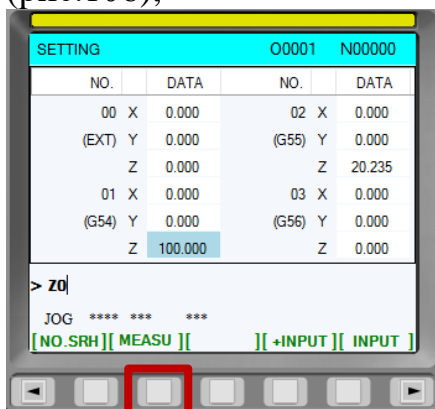 SETTING O0001 N00000
NO. DATA NO. DATA
00 X 0.000 02 X 0.000
(EXT) Y 0.000 (G55) Y 0.000
Z 0.000 Z 20.235
01 X 0.000 03 X 0.000
(G54) Y 0.000 (G56) Y 0.000
Z 100.000 Z 0.000
> Z0
JOG **** *** ***
[ NO.SRH ][ MEASU ][ ][ +INPUT ][ INPUT ]